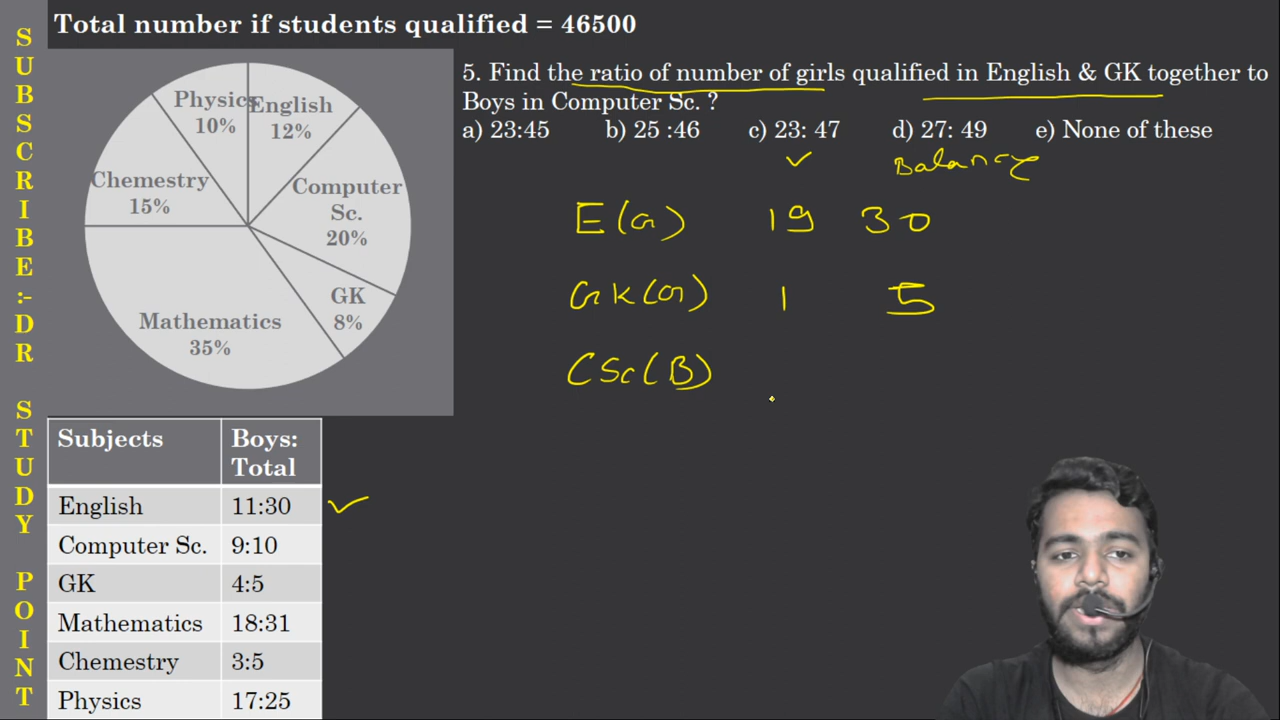 Total number if students qualified = 46500
SUBSCRIBE:-DR STUDY POINT
Physics
10%
English
12%
Chemestry
15%
Computer
Sc.
20%
GK
8%
Mathematics
35%
5. Find the ratio of number of girls qualified in English & GK together to
Boys in Computer Sc. ?
a) 23:45 b) 25 :46 c) 23: 47 d) 27: 49 e) None of these
Balance
E(G) 19 30
GK(G) 1 5
CSc(B)
Subjects Boys: Total
English 11:30
Computer Sc. 9:10
GK 4:5
Mathematics 18:31
Chemestry 3:5
Physics 17:25